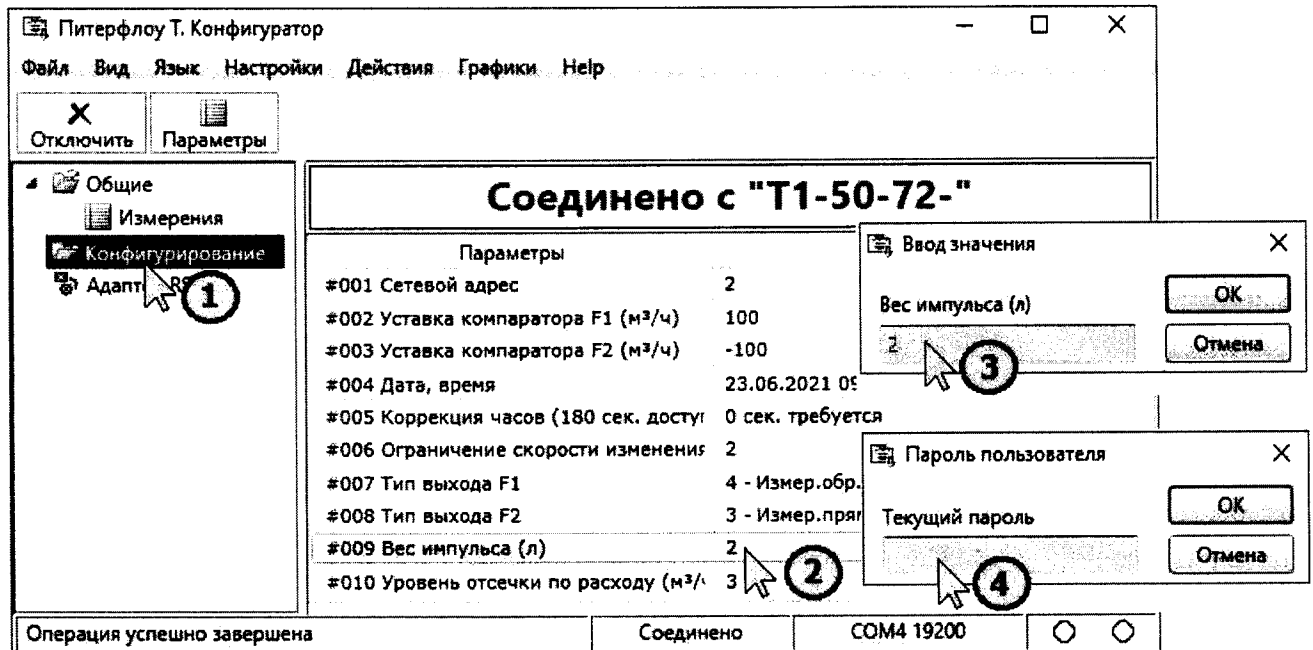 Питерфлоу Т. Конфигуратор
Файл Вид Язык Настройки Действия Графики Help
Отключить Параметры
Общие
Измерения
Конфигурирование
Адапт RS
1
Соединено с "Т1-50-72-"
Параметры
#001 Сетевой адрес 2
#002 Уставка компаратора F1 (м³/ч) 100
#003 Уставка компаратора F2 (м³/ч) -100
#004 Дата, время 23.06.2021 09
#005 Коррекция часов (180 сек. досту 0 сек. требуется
#006 Ограничение скорости изменения 2
#007 Тип выхода F1 4 - Измер.обр.
#008 Тип выхода F2 3 - Измер.пря
#009 Вес импульса (л) 2
#010 Уровень отсечки по расходу (м³/ 3
2
Ввод значения
Вес импульса (л)
2
OK
Отмена
3
Пароль пользователя
Текущий пароль
OK
Отмена
4
Операция успешно завершена Соединено COM4 19200